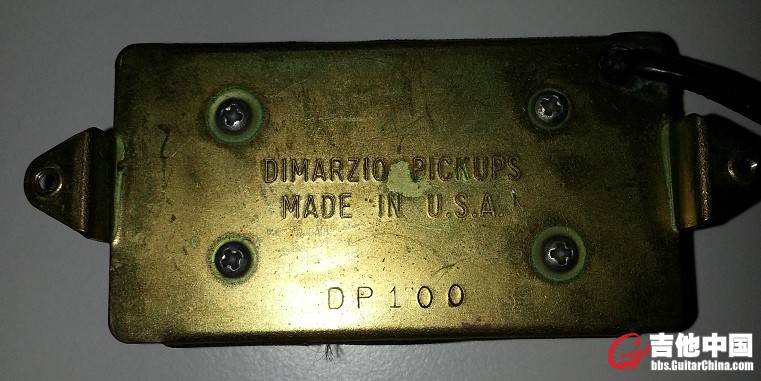 DIMARZIO PICKUPS
MADE IN U.S.A.
DP100
吉他中国
bbs.GuitarChina.com